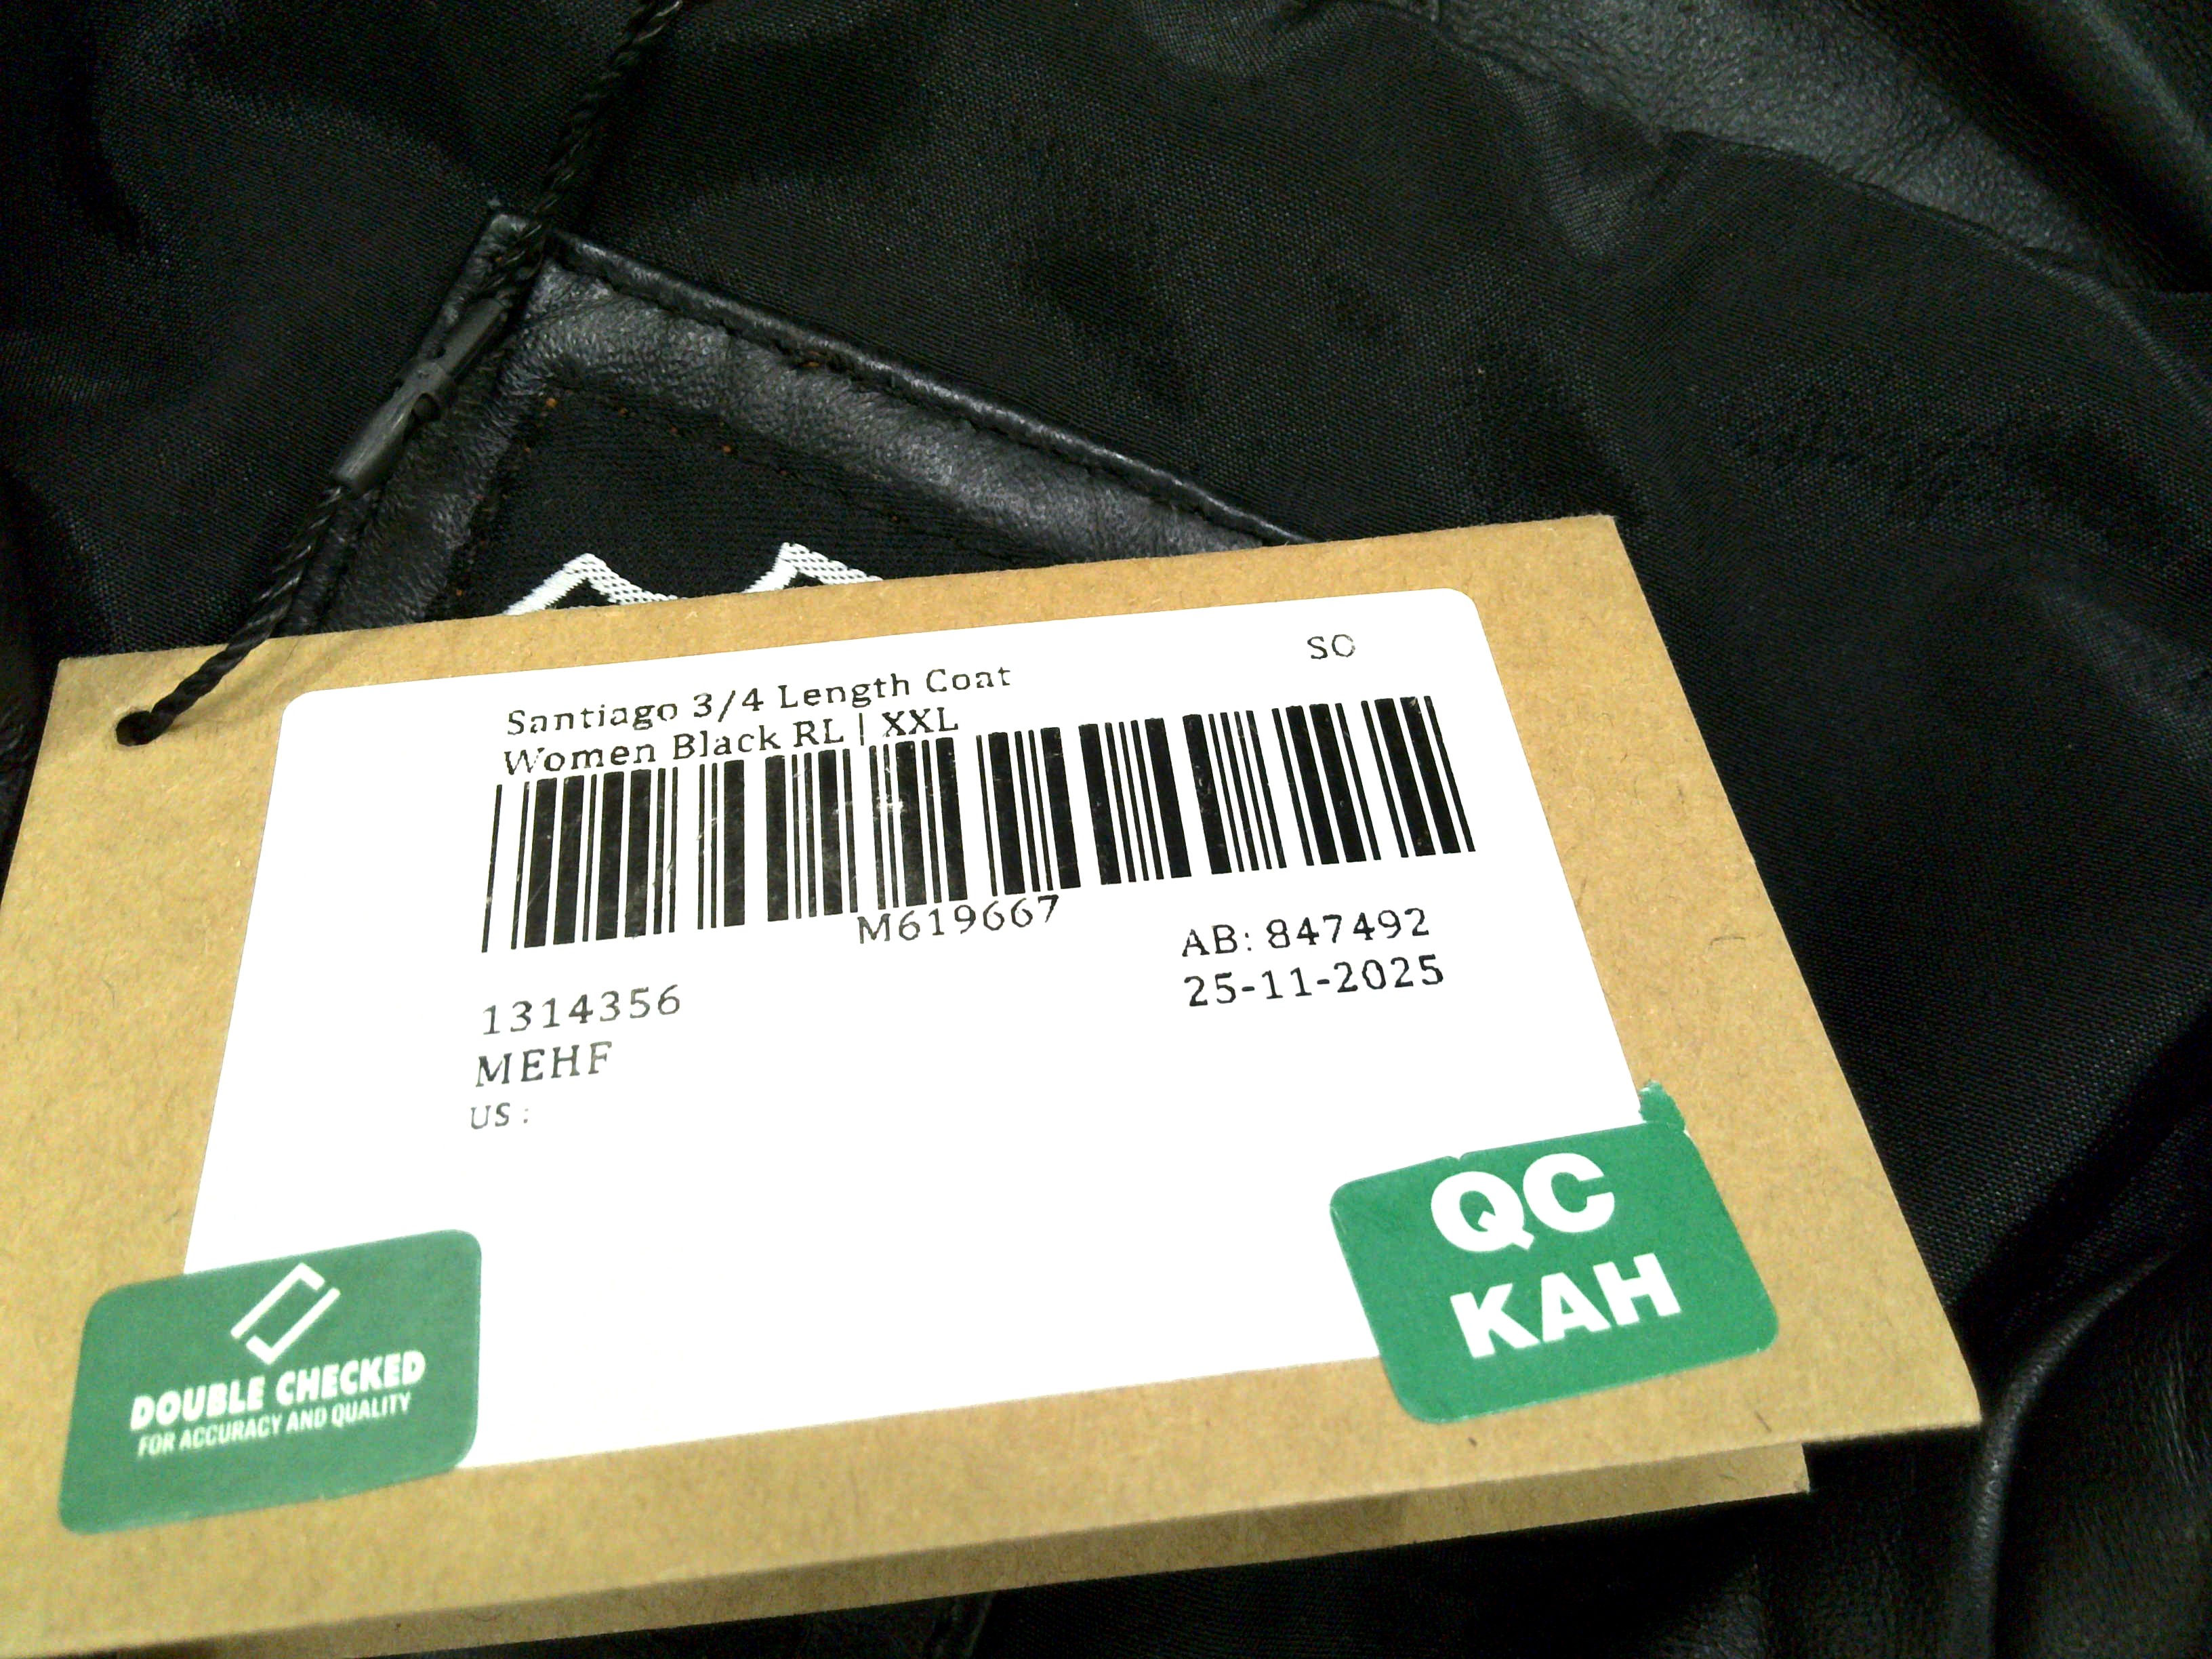 SO
Santiago 3/4 Length Coat
Women Black RL | XXL
M619667
AB: 847492
25-11-2025
1314356
MEHF
US :
QC
KAH
DOUBLE CHECKED
FOR ACCURACY AND QUALITY